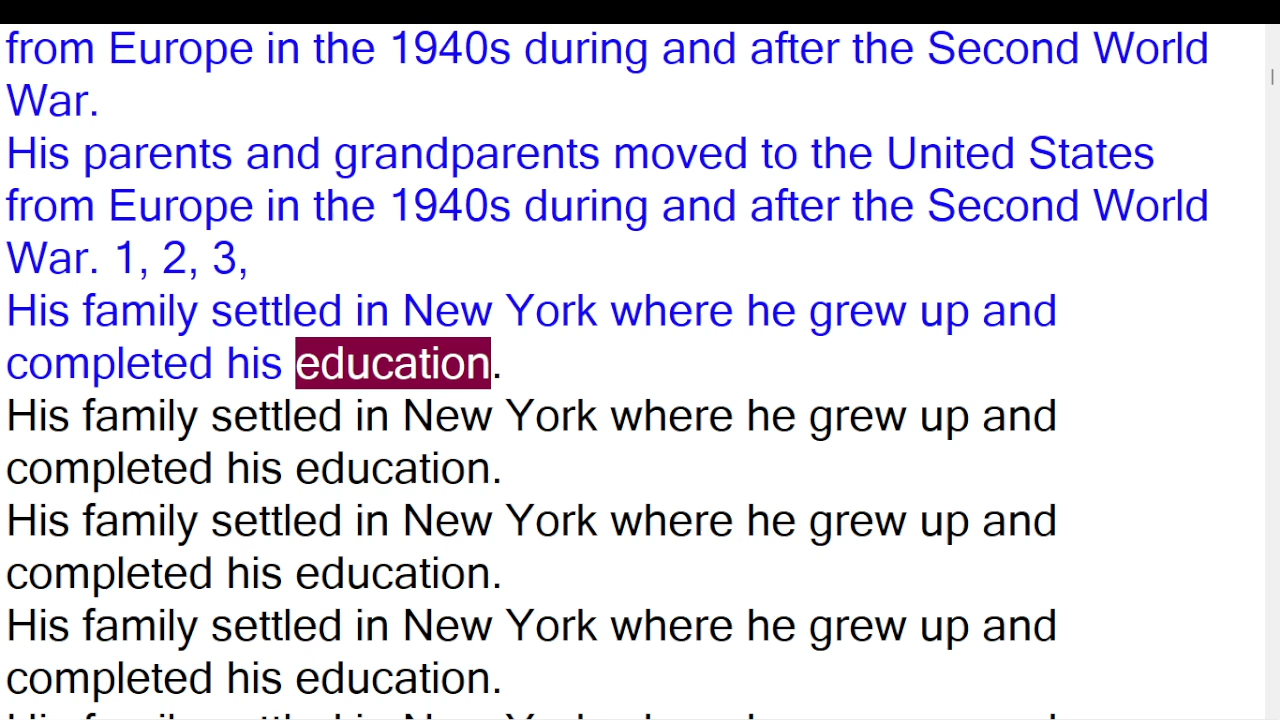 from Europe in the 1940s during and after the Second World
War.
His parents and grandparents moved to the United States
from Europe in the 1940s during and after the Second World
War. 1, 2, 3,
His family settled in New York where he grew up and
completed his education.
His family settled in New York where he grew up and
completed his education.
His family settled in New York where he grew up and
completed his education.
His family settled in New York where he grew up and
completed his education.